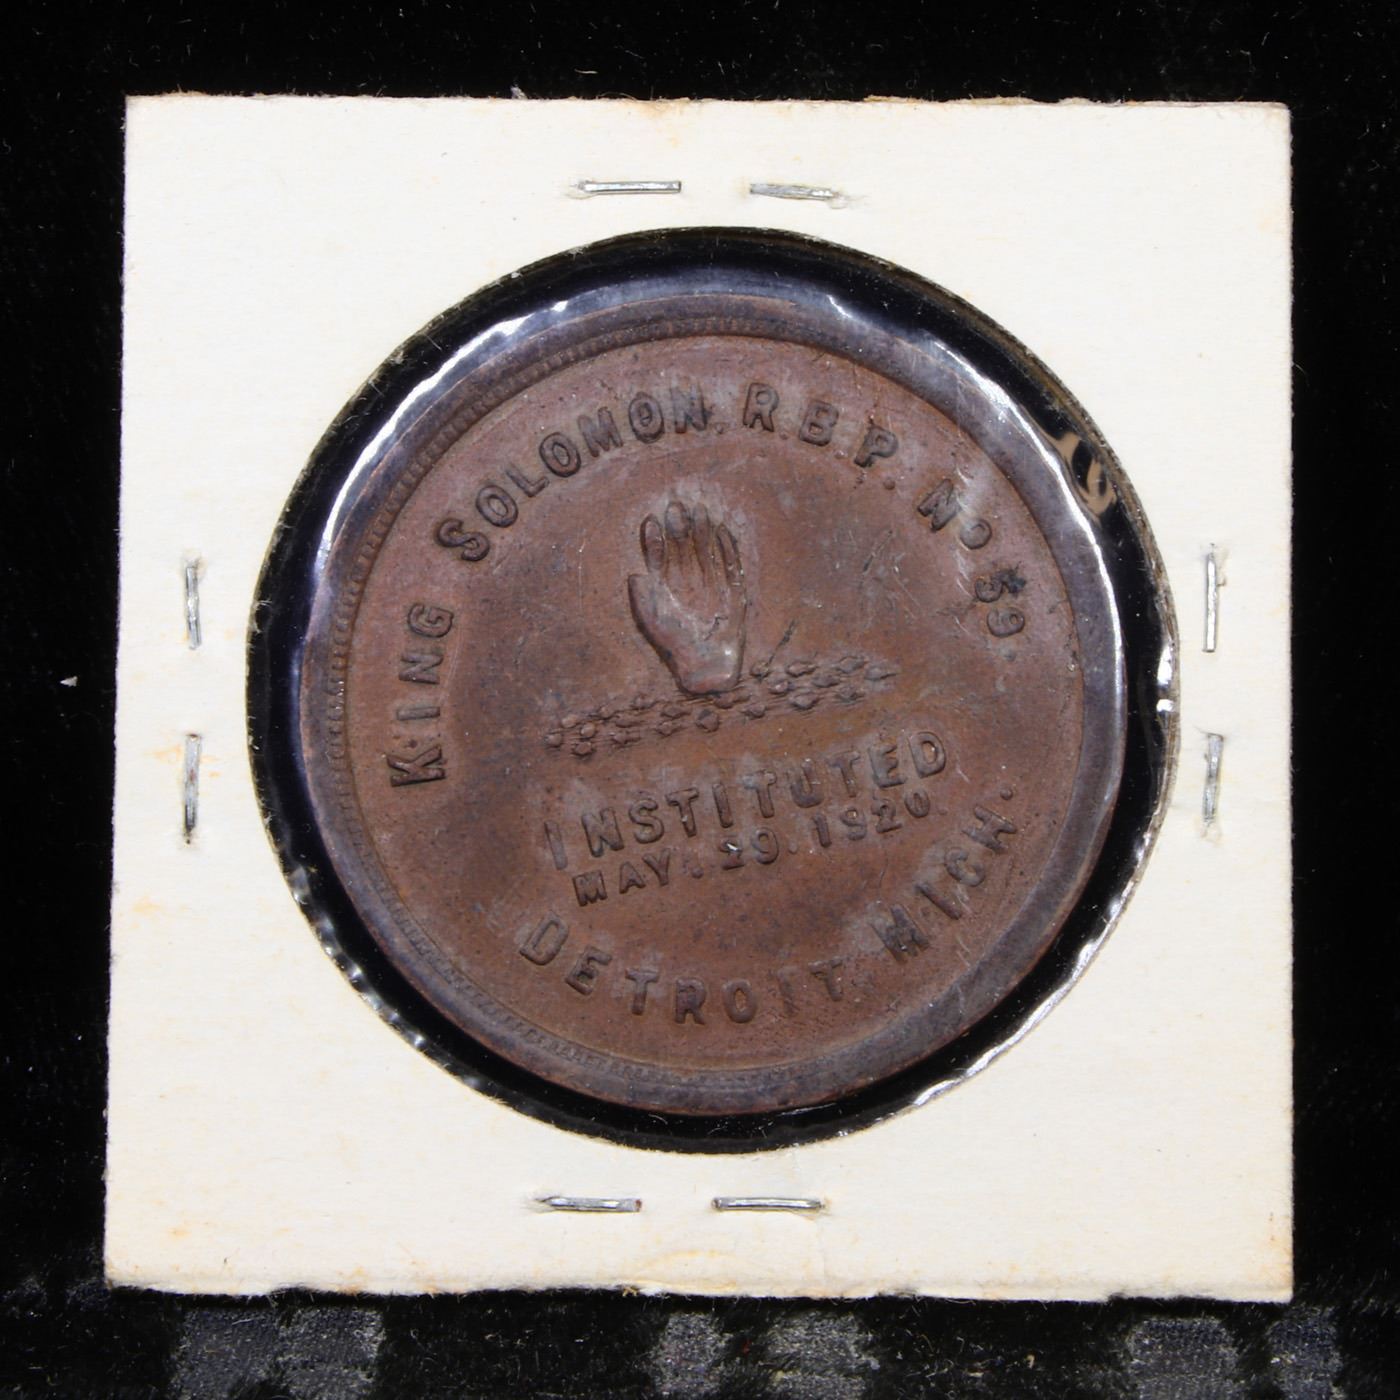 KING SOLOMON. R.B.P. No 59.
INSTITUTED
MAY. 29. 1920.
DETROIT. MICH.